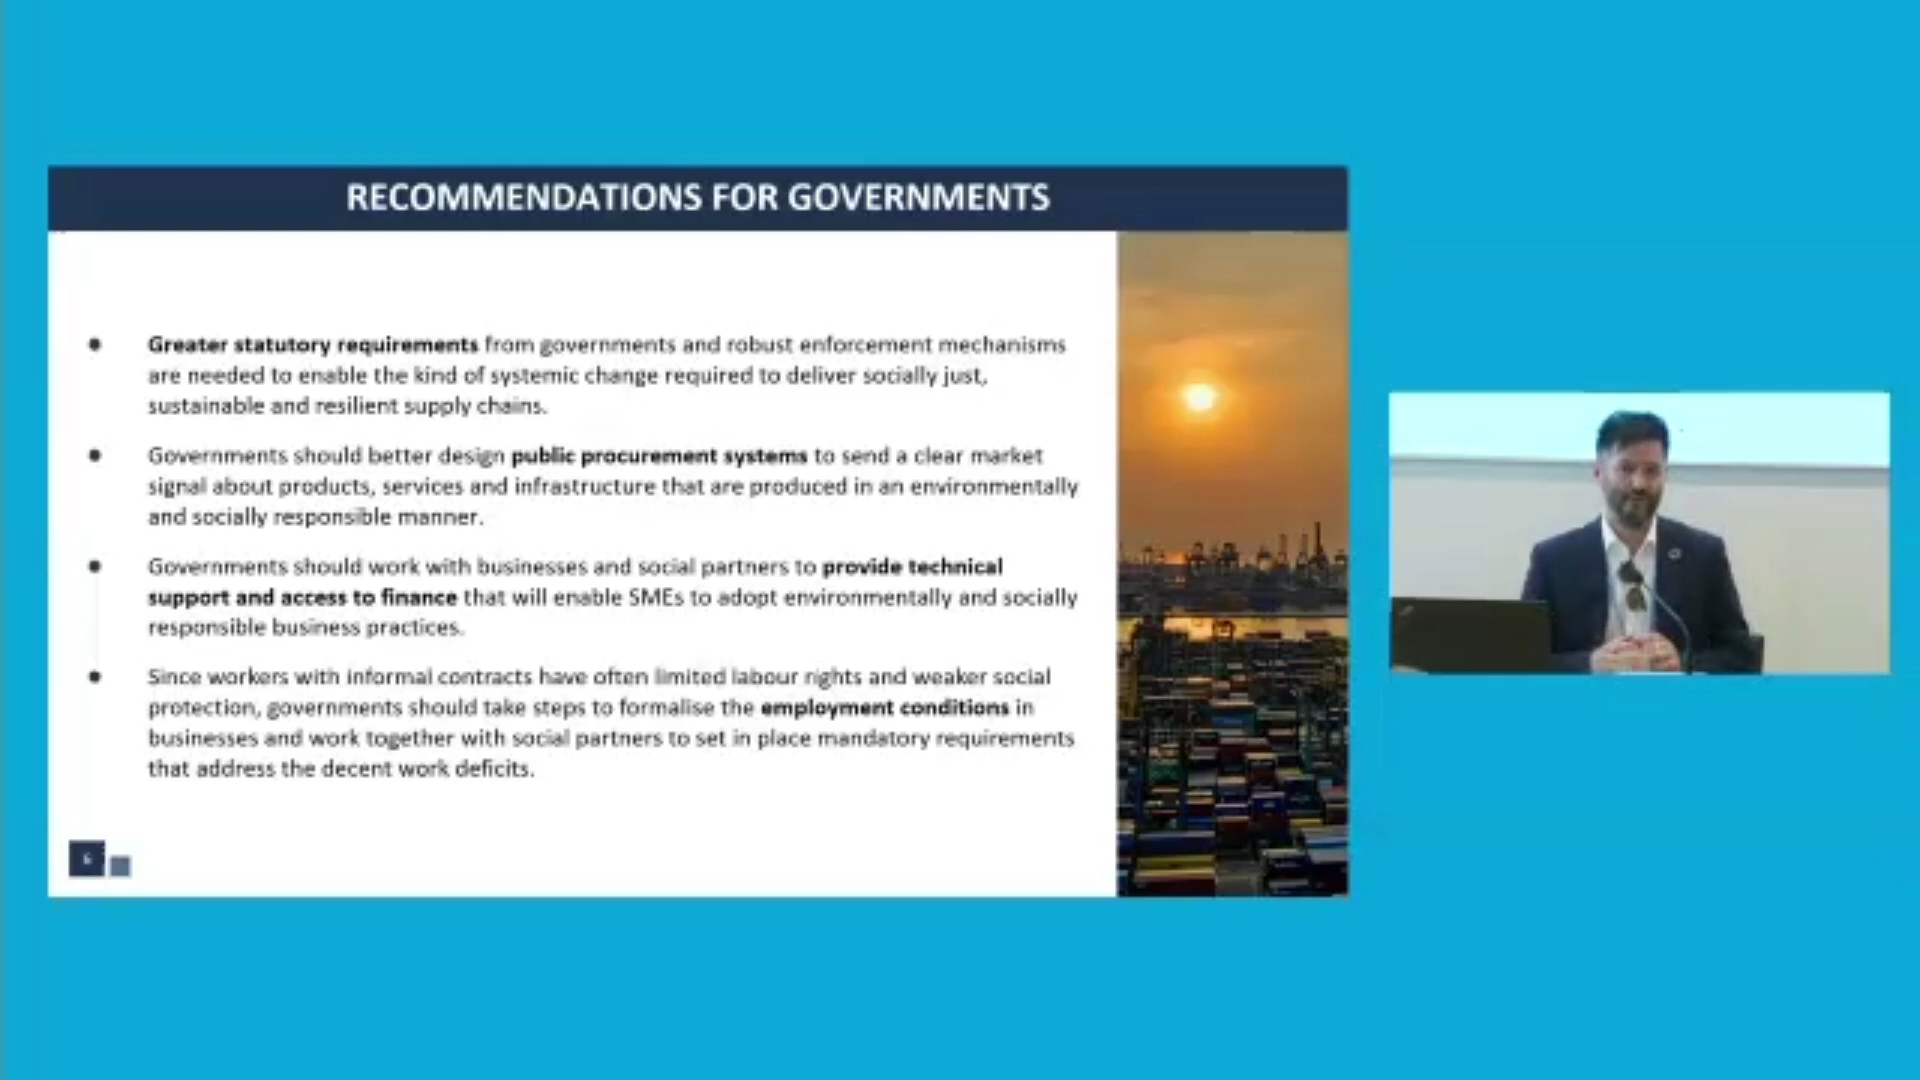 RECOMMENDATIONS FOR GOVERNMENTS
● Greater statutory requirements from governments and robust enforcement mechanisms
are needed to enable the kind of systemic change required to deliver socially just,
sustainable and resilient supply chains.
● Governments should better design public procurement systems to send a clear market
signal about products, services and infrastructure that are produced in an environmentally
and socially responsible manner.
● Governments should work with businesses and social partners to provide technical
support and access to finance that will enable SMEs to adopt environmentally and socially
responsible business practices.
● Since workers with informal contracts have often limited labour rights and weaker social
protection, governments should take steps to formalise the employment conditions in
businesses and work together with social partners to set in place mandatory requirements
that address the decent work deficits.